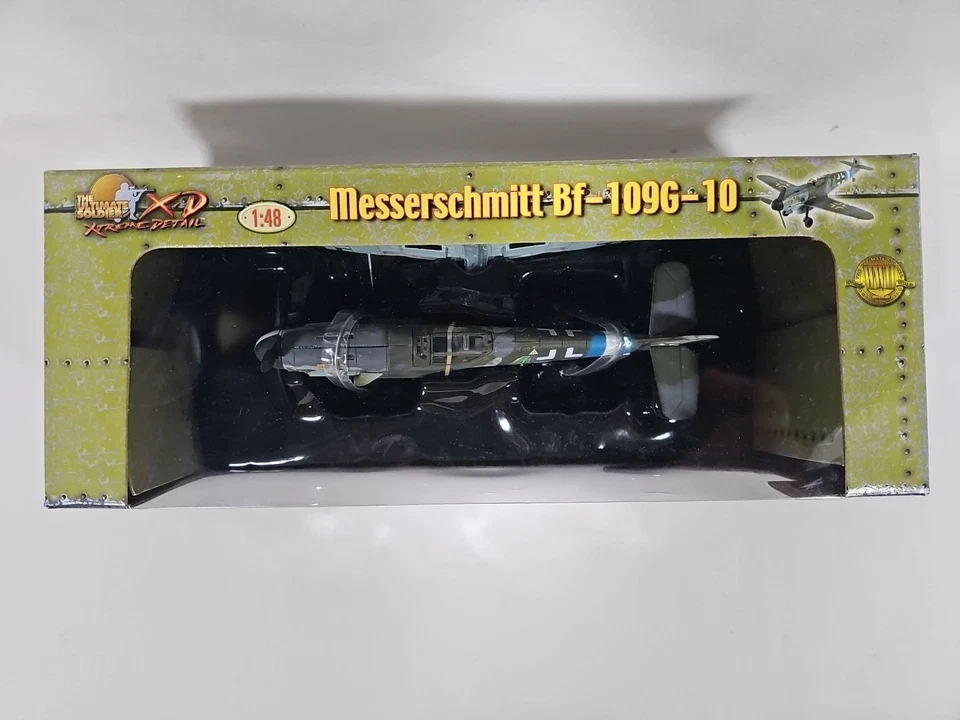 THE
ULTIMATE
SOLDIER
XD
XTREME DETAIL
1:48
Messerschmitt Bf-109G-10